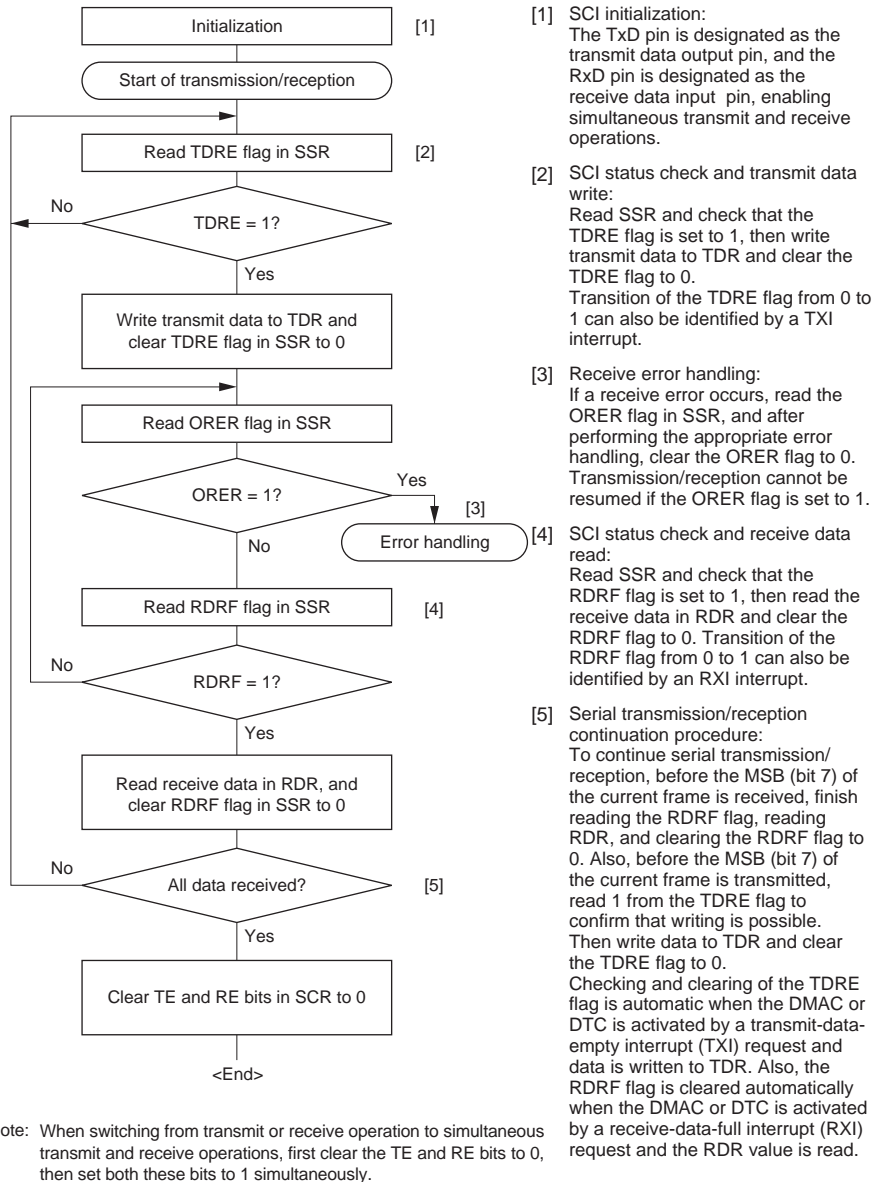 Initialization
[1]
Start of transmission/reception
Read TDRE flag in SSR
[2]
No
TDRE = 1?
Yes
Write transmit data to TDR and
clear TDRE flag in SSR to 0
Read ORER flag in SSR
ORER = 1?
Yes
[3]
Error handling
No
Read RDRF flag in SSR
[4]
No
RDRF = 1?
Yes
Read receive data in RDR, and
clear RDRF flag in SSR to 0
No
All data received?
[5]
Yes
Clear TE and RE bits in SCR to 0
<End>
ote: When switching from transmit or receive operation to simultaneous
transmit and receive operations, first clear the TE and RE bits to 0,
then set both these bits to 1 simultaneously.
[1] SCI initialization:
The TxD pin is designated as the
transmit data output pin, and the
RxD pin is designated as the
receive data input pin, enabling
simultaneous transmit and receive
operations.
[2] SCI status check and transmit data
write:
Read SSR and check that the
TDRE flag is set to 1, then write
transmit data to TDR and clear the
TDRE flag to 0.
Transition of the TDRE flag from 0 to
1 can also be identified by a TXI
interrupt.
[3] Receive error handling:
If a receive error occurs, read the
ORER flag in SSR, and after
performing the appropriate error
handling, clear the ORER flag to 0.
Transmission/reception cannot be
resumed if the ORER flag is set to 1.
[4] SCI status check and receive data
read:
Read SSR and check that the
RDRF flag is set to 1, then read the
receive data in RDR and clear the
RDRF flag to 0. Transition of the
RDRF flag from 0 to 1 can also be
identified by an RXI interrupt.
[5] Serial transmission/reception
continuation procedure:
To continue serial transmission/
reception, before the MSB (bit 7) of
the current frame is received, finish
reading the RDRF flag, reading
RDR, and clearing the RDRF flag to
0. Also, before the MSB (bit 7) of
the current frame is transmitted,
read 1 from the TDRE flag to
confirm that writing is possible.
Then write data to TDR and clear
the TDRE flag to 0.
Checking and clearing of the TDRE
flag is automatic when the DMAC or
DTC is activated by a transmit-data-
empty interrupt (TXI) request and
data is written to TDR. Also, the
RDRF flag is cleared automatically
when the DMAC or DTC is activated
by a receive-data-full interrupt (RXI)
request and the RDR value is read.